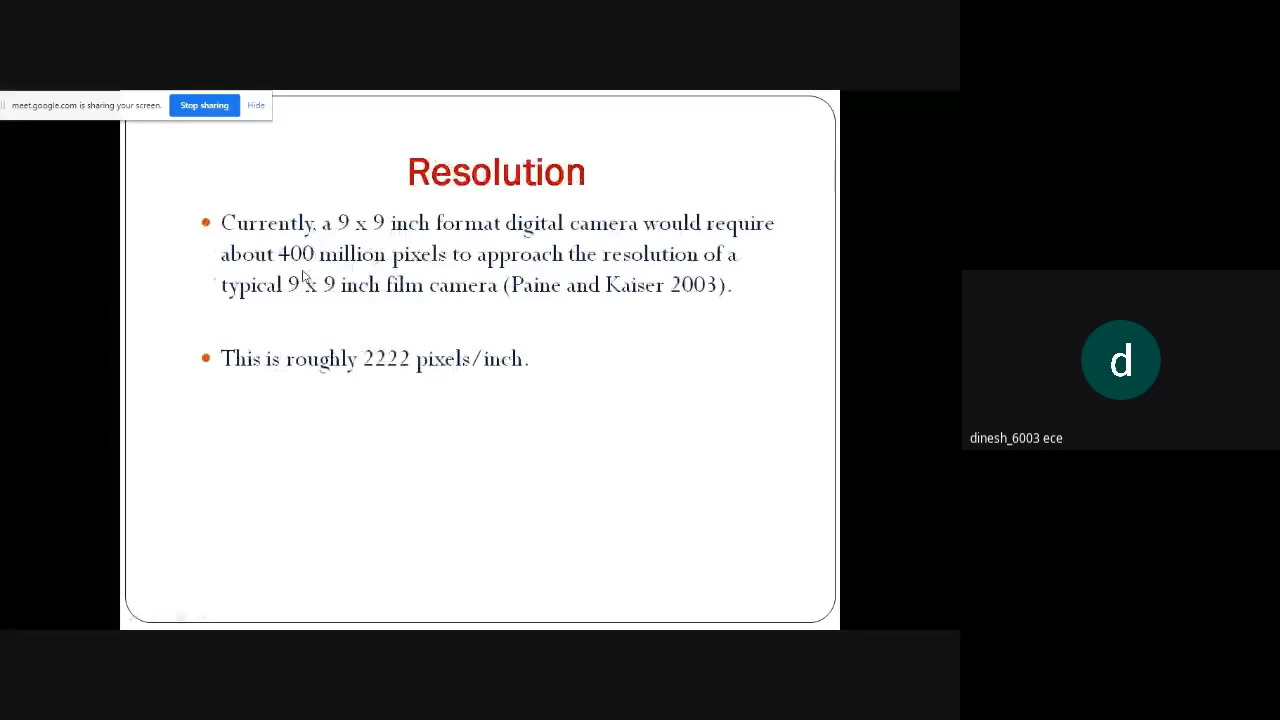 meet.google.com is sharing your screen.
Stop sharing
Hide
Resolution
Currently, a 9 x 9 inch format digital camera would require
about 400 million pixels to approach the resolution of a
typical 9 x 9 inch film camera (Paine and Kaiser 2003).
This is roughly 2222 pixels/inch.
d
dinesh_6003 ece